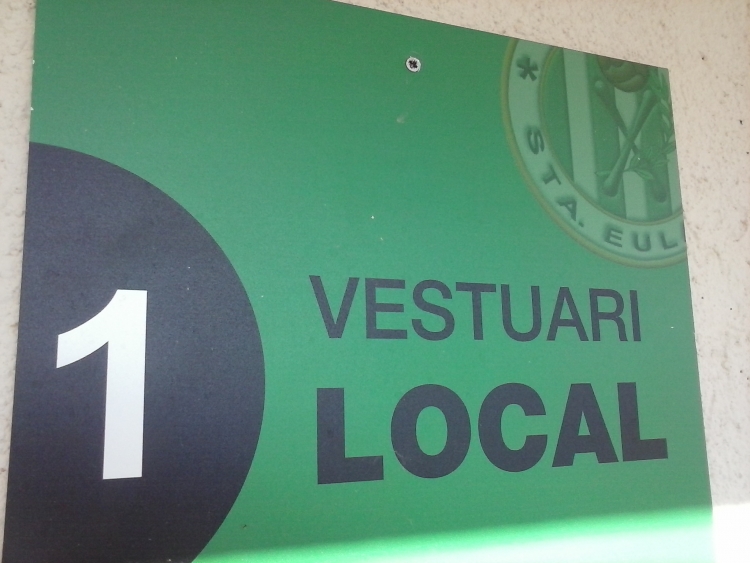 * STA. EUL
1
VESTUARI
LOCAL